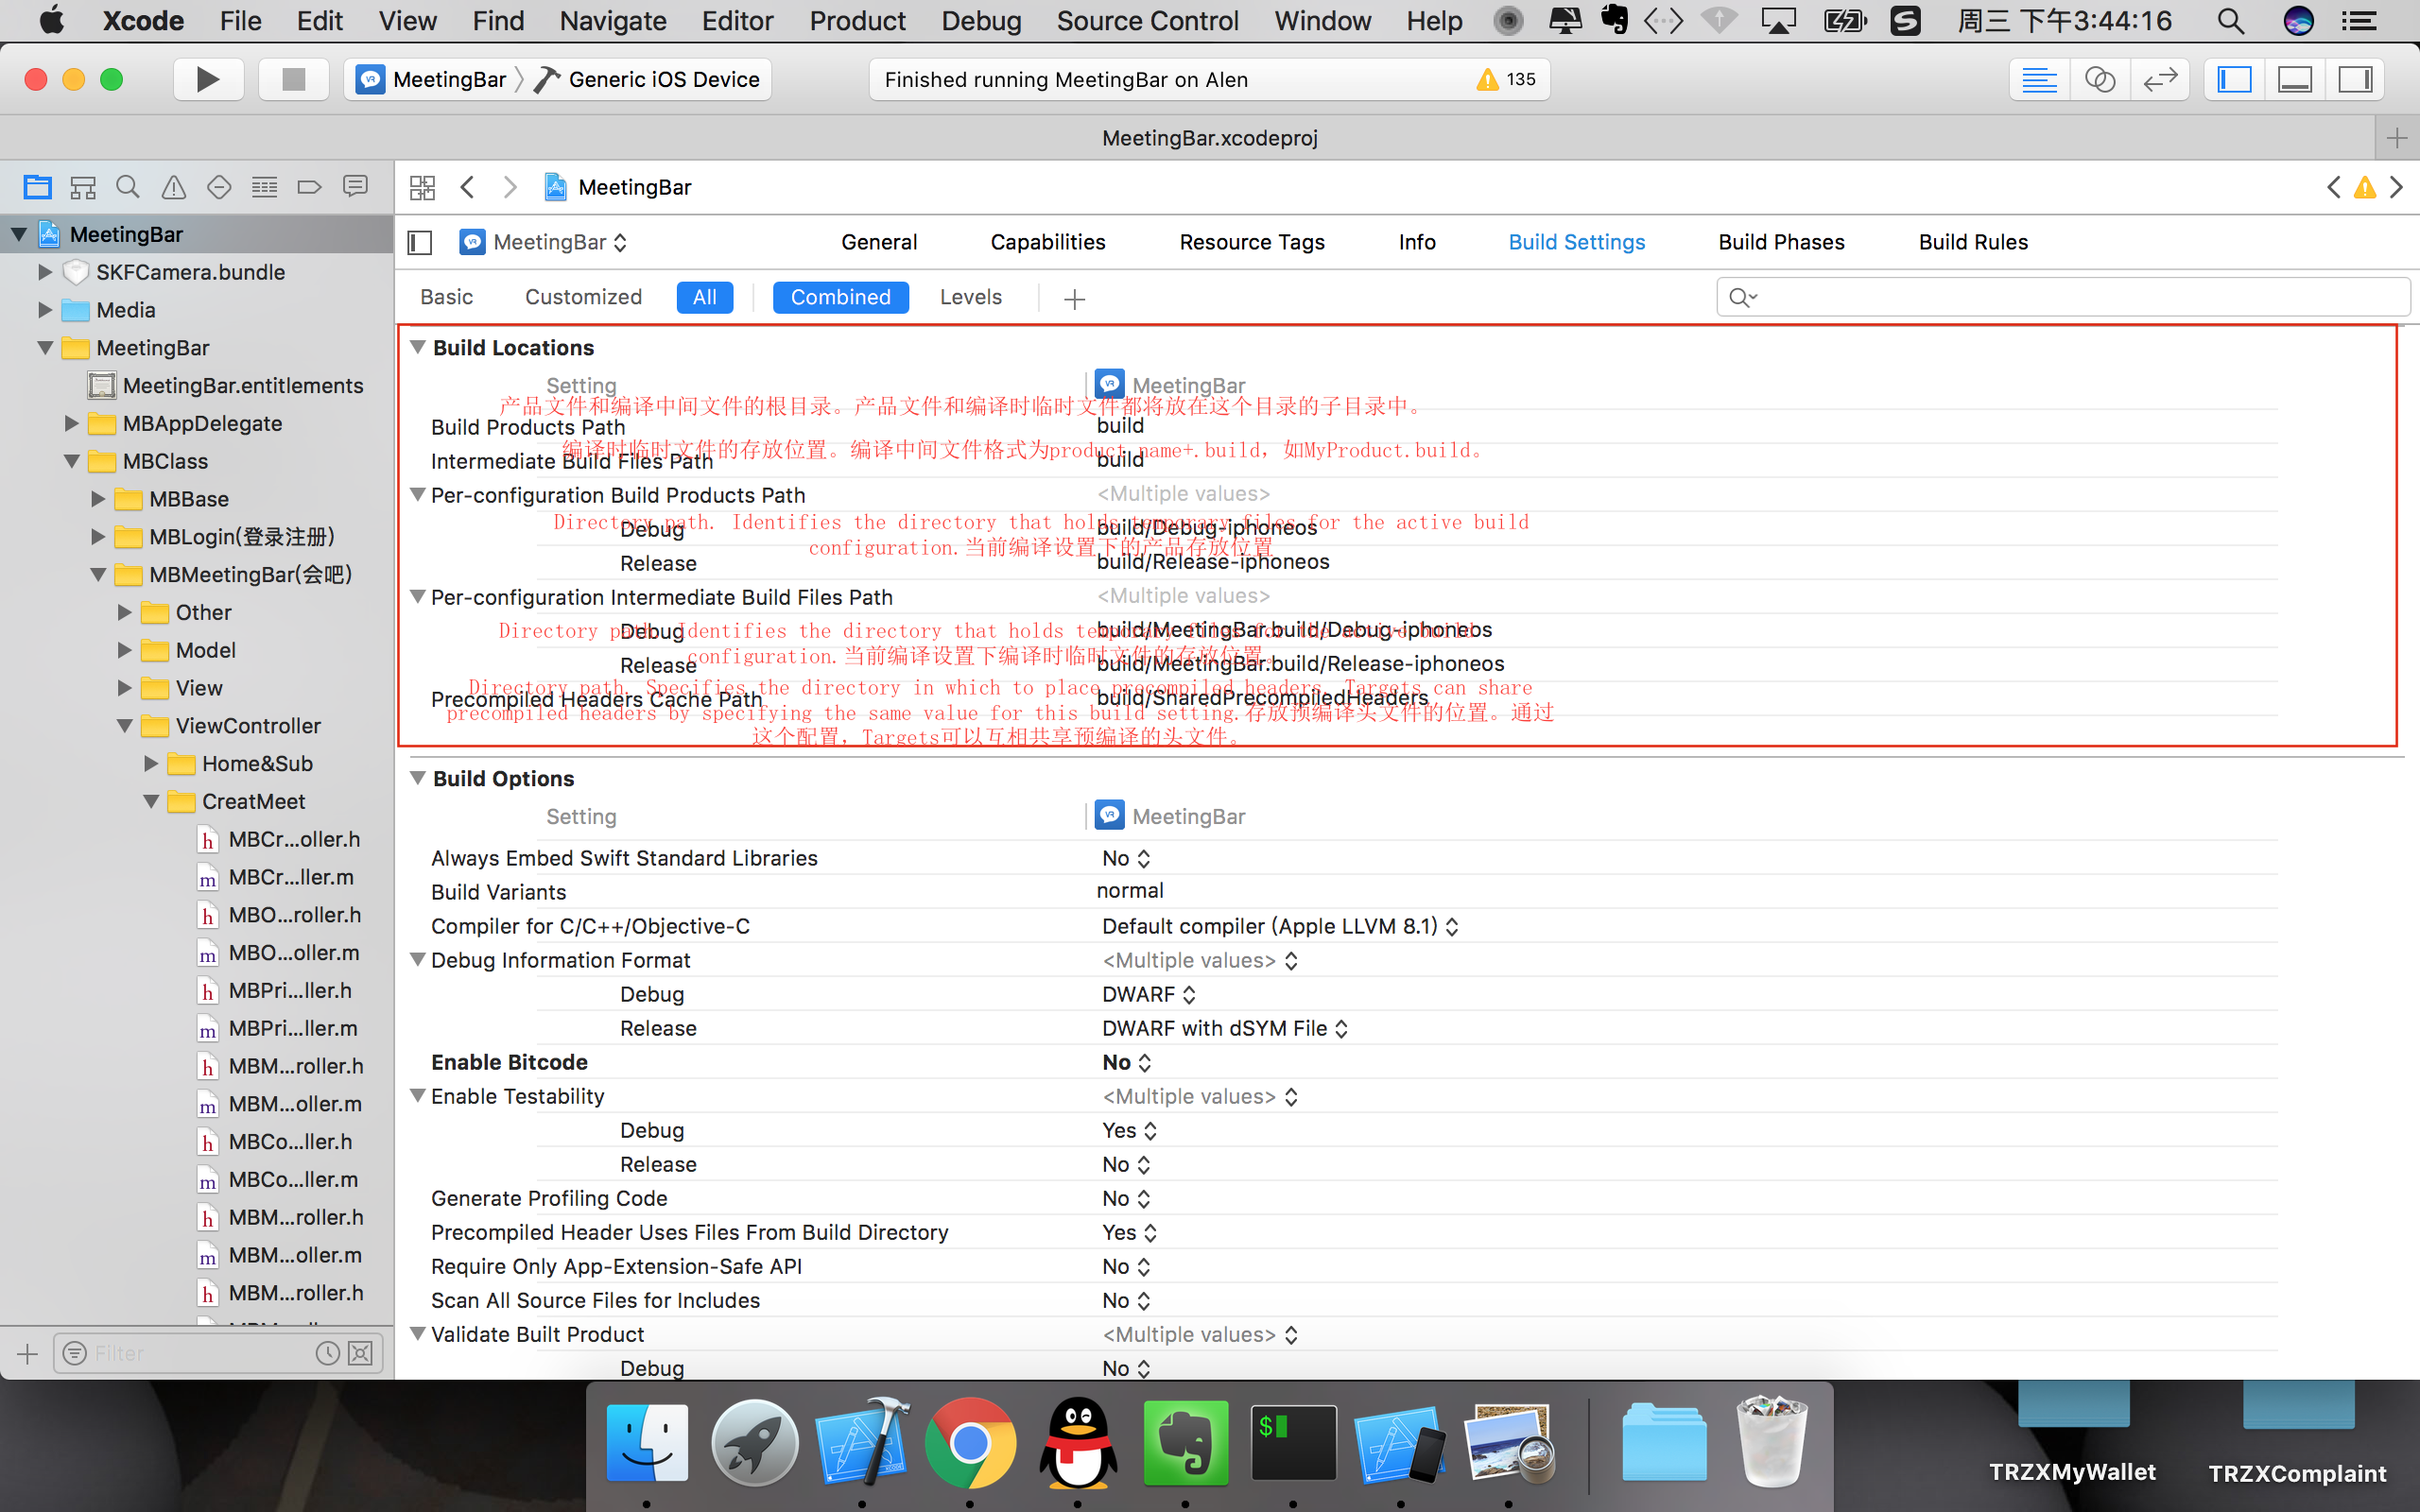 Xcode File Edit View Find Navigate Editor Product Debug Source Control Window Help 周三 下午3:44:16
MeetingBar Generic iOS Device Finished running MeetingBar on Alen 135
MeetingBar.xcodeproj
MeetingBar
MeetingBar General Capabilities Resource Tags Info Build Settings Build Phases Build Rules
Basic Customized All Combined Levels
MeetingBar
SKFCamera.bundle
Media
MeetingBar
MeetingBar.entitlements
MBAppDelegate
MBClass
MBBase
MBLogin(登录注册)
MBMeetingBar(会吧)
Other
Model
View
ViewController
Home&Sub
CreatMeet
MBCr...oller.h
MBCr...ller.m
MBO...roller.h
MBO...oller.m
MBPri...ller.h
MBPri...ller.m
MBM...roller.h
MBM...oller.m
MBCo...ller.h
MBCo...ller.m
MBM...roller.h
MBM...oller.m
MBM...roller.h
Filter
Build Locations
Setting MeetingBar
产品文件和编译中间文件的根目录。产品文件和编译时临时文件都将放在这个目录的子目录中。
Build Products Path build
编译时临时文件的存放位置。编译中间文件格式为product name+.build, 如MyProduct.build。
Intermediate Build Files Path build
Per-configuration Build Products Path <Multiple values>
Directory path. Identifies the directory that holds temporary files for the active build
Debug build/Debug-iphoneos
configuration.当前编译设置下的产品存放位置
Release build/Release-iphoneos
Per-configuration Intermediate Build Files Path <Multiple values>
Directory path. Identifies the directory that holds temporary files for the active build
Debug build/MeetingBar.build/Debug-iphoneos
configuration.当前编译设置下编译时临时文件的存放位置。
Release build/MeetingBar.build/Release-iphoneos
Directory path. Specifies the directory in which to place precompiled headers. Targets can share
Precompiled Headers Cache Path build/SharedPrecompiledHeaders
precompiled headers by specifying the same value for this build setting.存放预编译头文件的位置。通过
这个配置, Targets可以互相共享预编译的头文件。
Build Options
Setting MeetingBar
Always Embed Swift Standard Libraries No
Build Variants normal
Compiler for C/C++/Objective-C Default compiler (Apple LLVM 8.1)
Debug Information Format <Multiple values>
Debug DWARF
Release DWARF with dSYM File
Enable Bitcode No
Enable Testability <Multiple values>
Debug Yes
Release No
Generate Profiling Code No
Precompiled Header Uses Files From Build Directory Yes
Require Only App-Extension-Safe API No
Scan All Source Files for Includes No
Validate Built Product <Multiple values>
Debug No
TRZXMyWallet TRZXComplaint